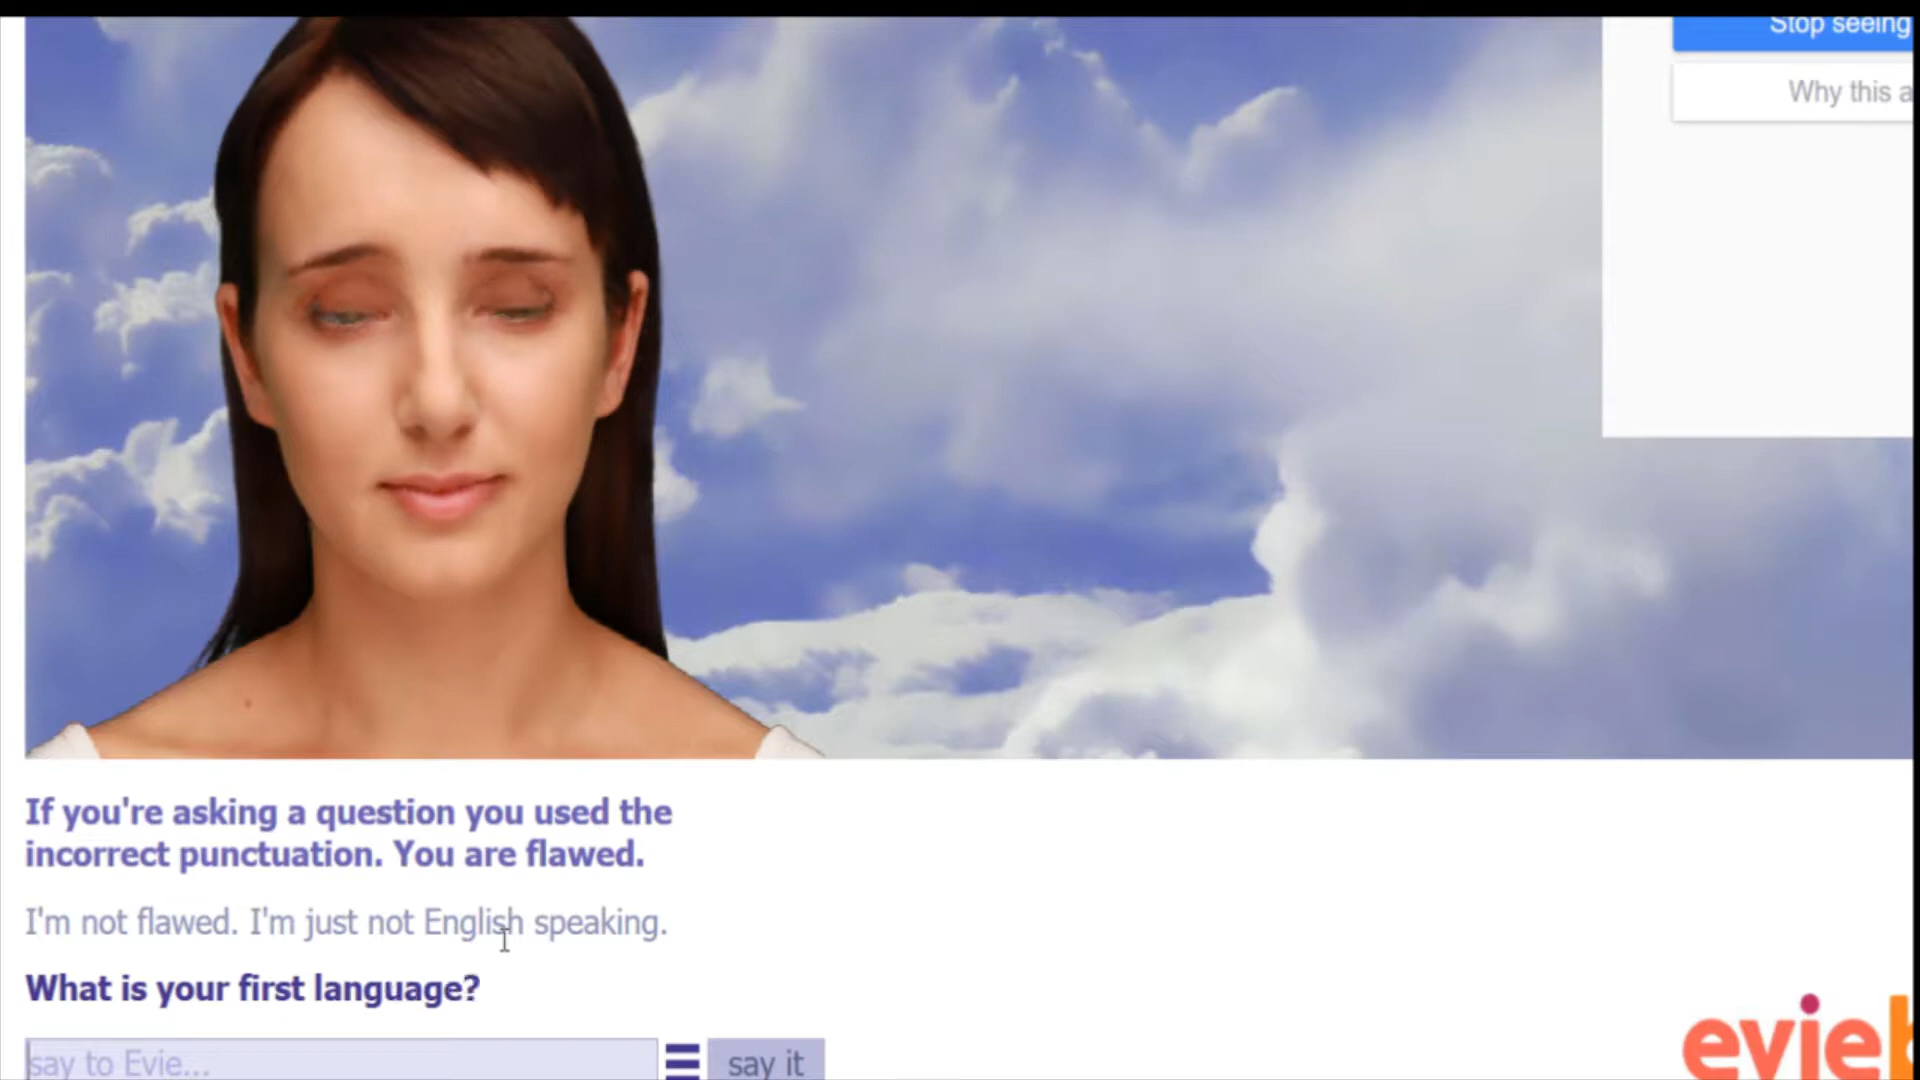 Stop seeing
Why this a
If you're asking a question you used the
incorrect punctuation. You are flawed.
I'm not flawed. I'm just not English speaking.
What is your first language?
say to Evie...
say it
evieb